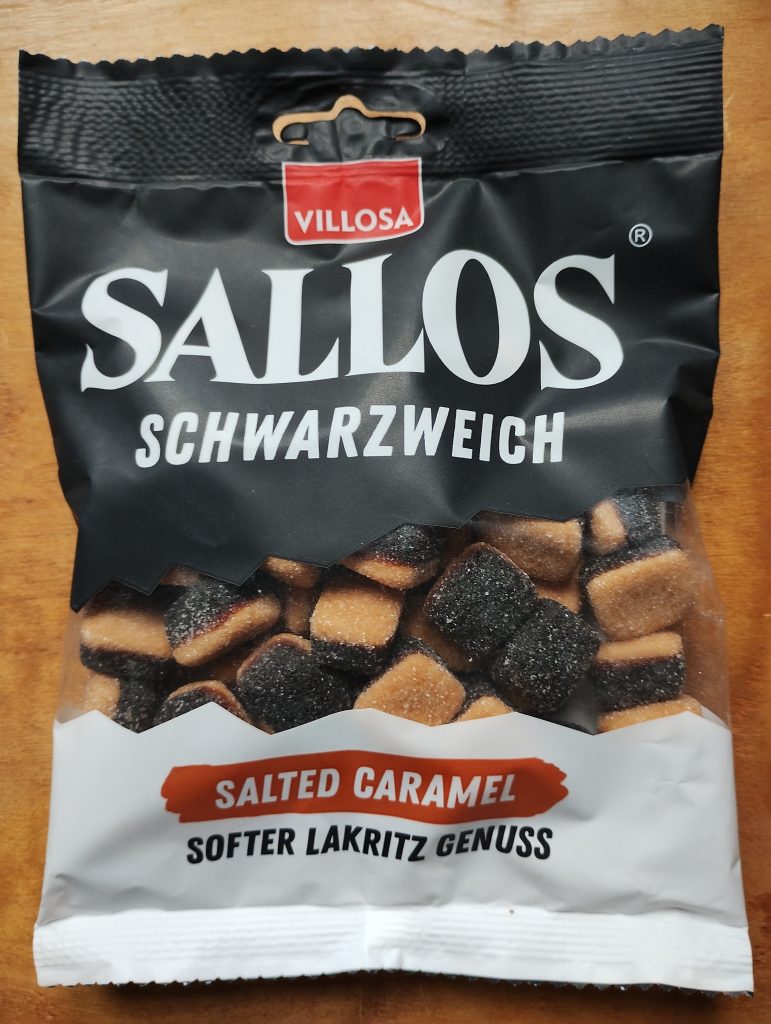 VILLOSA
SALLOS®
SCHWARZWEICH
SALTED CARAMEL
SOFTER LAKRITZ GENUSS